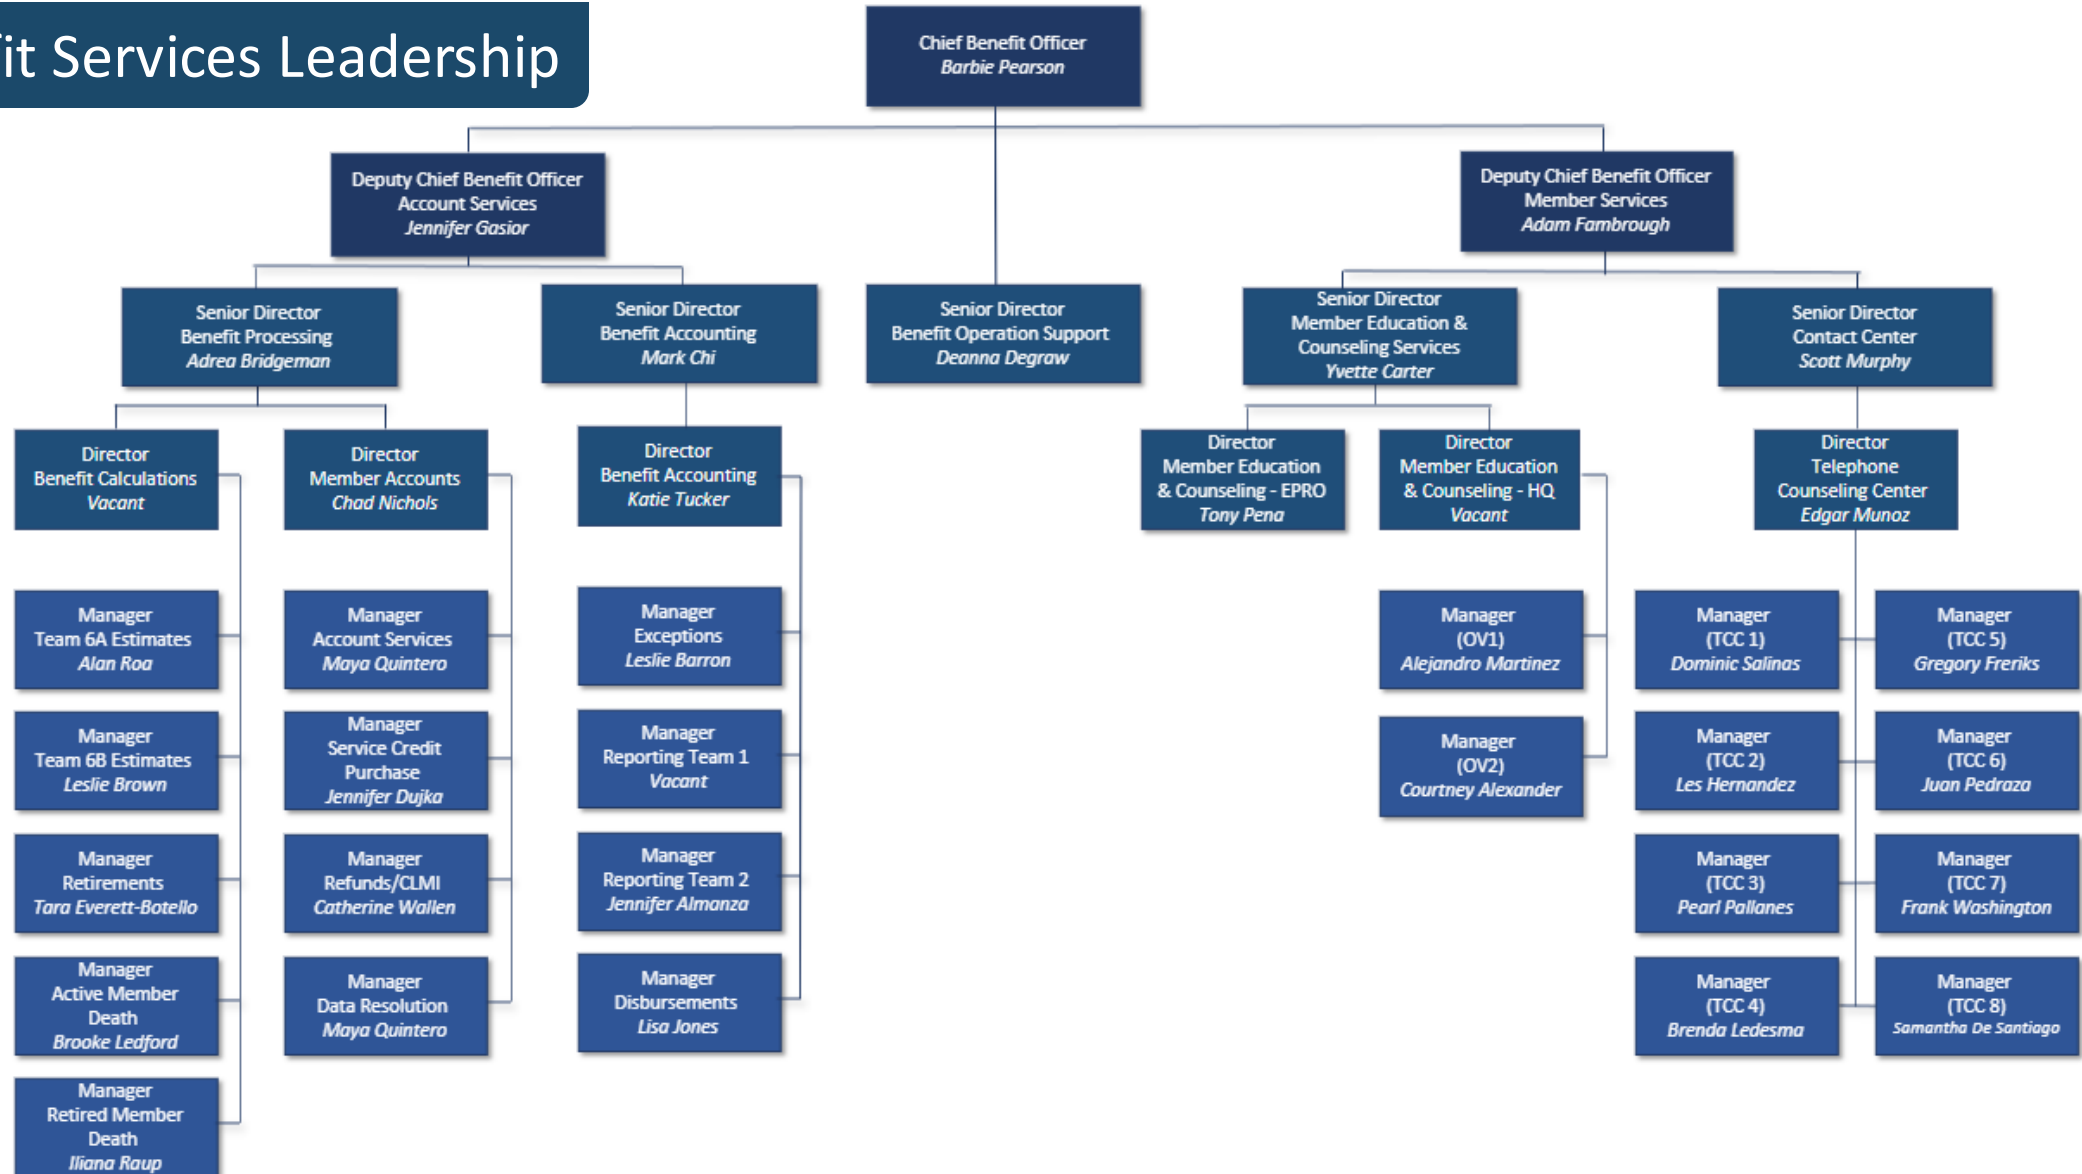 it Services Leadership
Chief Benefit Officer
Barbie Pearson
Deputy Chief Benefit Officer
Account Services
Jennifer Gasior
Deputy Chief Benefit Officer
Member Services
Adam Fambrough
Senior Director
Benefit Processing
Adrea Bridgeman
Senior Director
Benefit Accounting
Mark Chi
Senior Director
Benefit Operation Support
Deanna Degraw
Senior Director
Member Education &
Counseling Services
Yvette Carter
Senior Director
Contact Center
Scott Murphy
Director
Benefit Calculations
Vacant
Director
Member Accounts
Chad Nichols
Director
Benefit Accounting
Katie Tucker
Director
Member Education
& Counseling - EPRO
Tony Pena
Director
Member Education
& Counseling - HQ
Vacant
Director
Telephone
Counseling Center
Edgar Munoz
Manager
Team 6A Estimates
Alan Roa
Manager
Account Services
Maya Quintero
Manager
Exceptions
Leslie Barron
Manager
(OV1)
Alejandro Martinez
Manager
(TCC 1)
Dominic Salinas
Manager
(TCC 5)
Gregory Freriks
Manager
Team 6B Estimates
Leslie Brown
Manager
Service Credit
Purchase
Jennifer Dujka
Manager
Reporting Team 1
Vacant
Manager
(OV2)
Courtney Alexander
Manager
(TCC 2)
Les Hernandez
Manager
(TCC 6)
Juan Pedraza
Manager
Retirements
Tara Everett-Botello
Manager
Refunds/CLMI
Catherine Wallen
Manager
Reporting Team 2
Jennifer Almanza
Manager
(TCC 3)
Pearl Pallanes
Manager
(TCC 7)
Frank Washington
Manager
Active Member
Death
Brooke Ledford
Manager
Data Resolution
Maya Quintero
Manager
Disbursements
Lisa Jones
Manager
(TCC 4)
Brenda Ledesma
Manager
(TCC 8)
Samantha De Santiago
Manager
Retired Member
Death
Iliana Raup